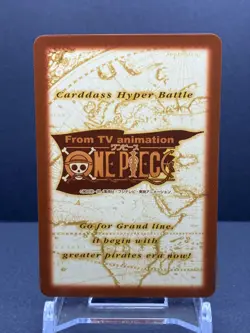 Carddass Hyper Battle
From TV animation
ワンピース
ONE PIECE
Go for Grand line,
it begin with
greater pirates era now!